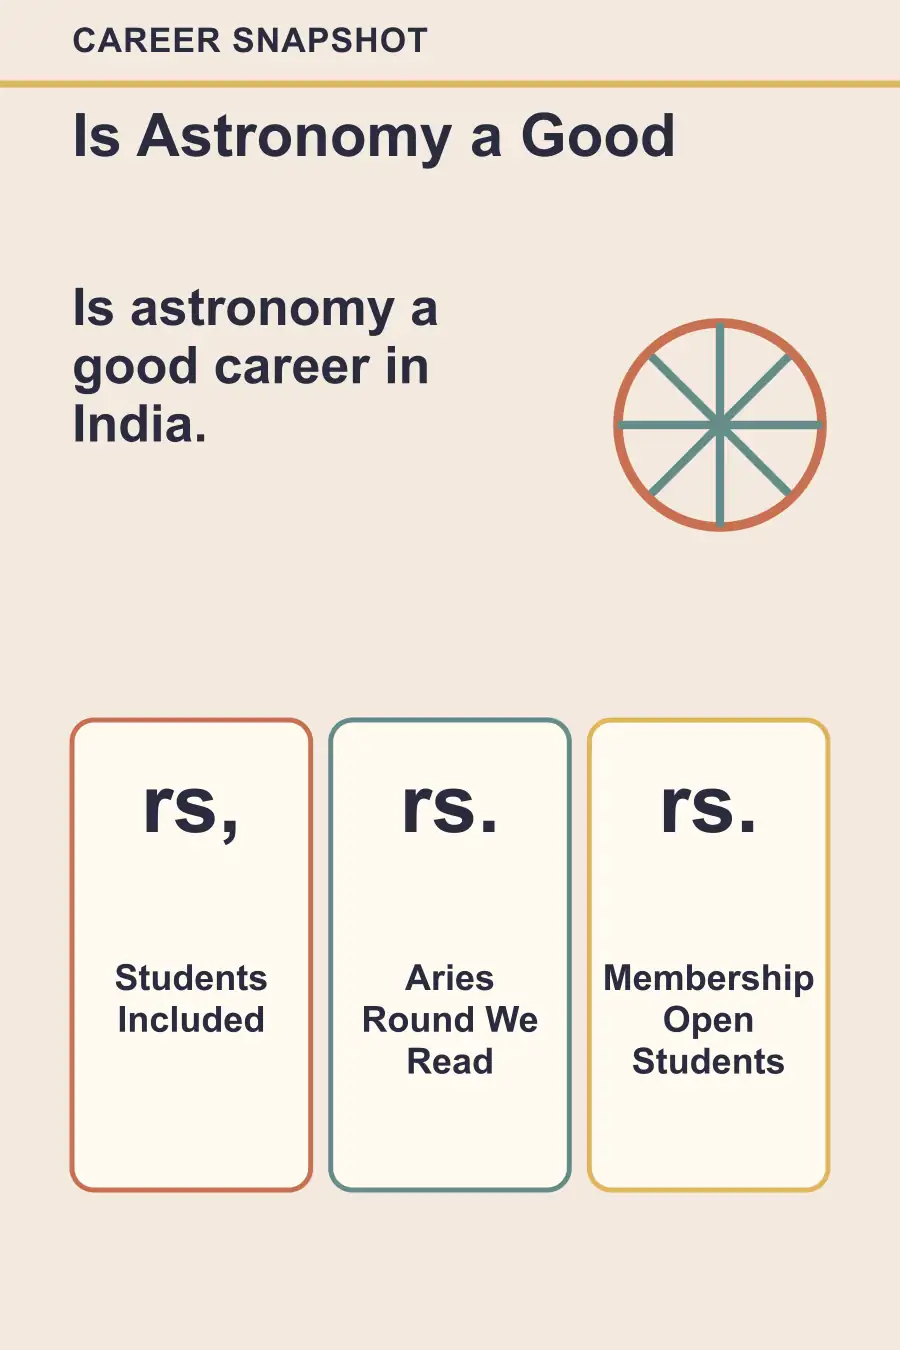 CAREER SNAPSHOT
Is Astronomy a Good
Is astronomy a
good career in
India.
rs,
Students
Included
rs.
Aries
Round We
Read
rs.
Membership
Open
Students